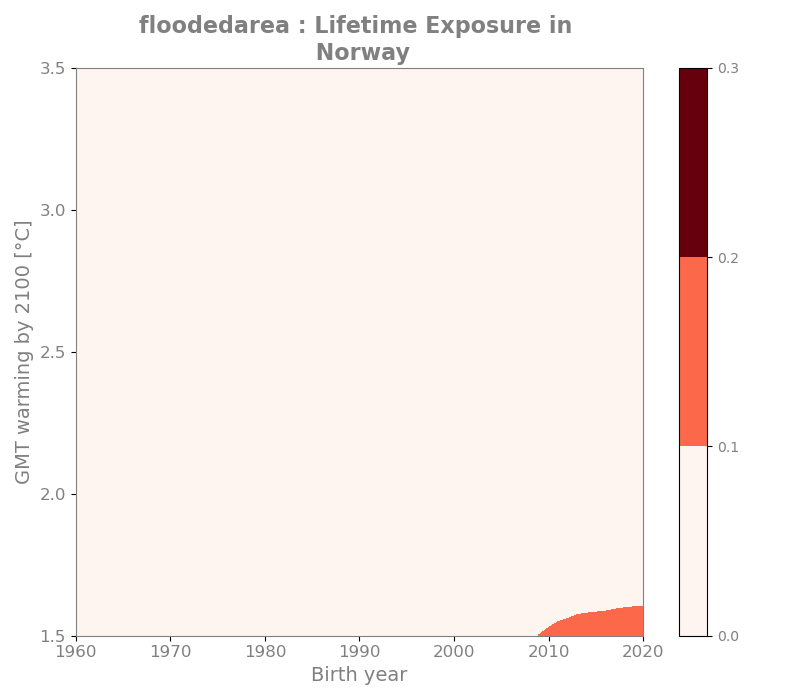 floodedarea : Lifetime Exposure in
Norway
GMT warming by 2100 [°C]
3.5
3.0
2.5
2.0
1.5
1960 1970 1980 1990 2000 2010 2020
Birth year
0.3
0.2
0.1
0.0